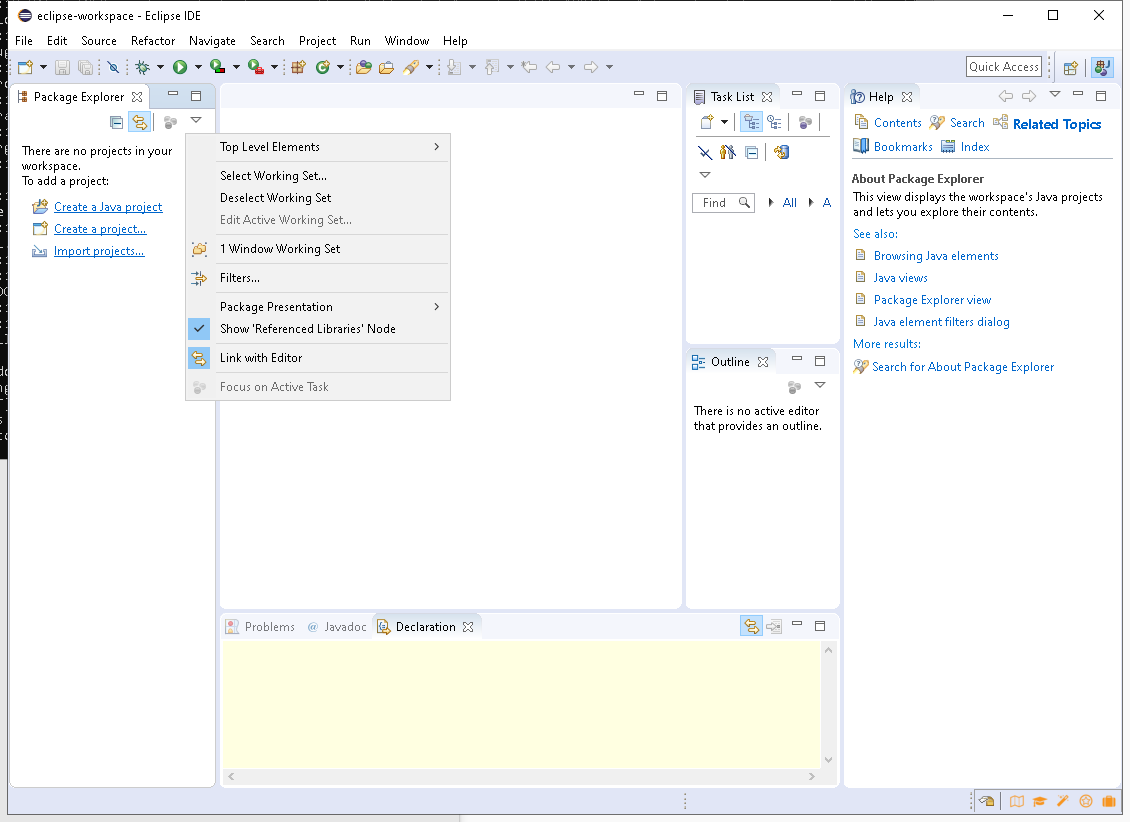 eclipse-workspace - Eclipse IDE
File Edit Source Refactor Navigate Search Project Run Window Help
Quick Access
Package Explorer
There are no projects in your
workspace.
To add a project:
Create a Java project
Create a project...
Import projects...
Top Level Elements
Select Working Set...
Deselect Working Set
Edit Active Working Set...
1 Window Working Set
Filters...
Package Presentation
Show 'Referenced Libraries' Node
Link with Editor
Focus on Active Task
Task List
Find
All
A
Outline
There is no active editor
that provides an outline.
Help
Contents Search Related Topics
Bookmarks Index
About Package Explorer
This view displays the workspace's Java projects
and lets you explore their contents.
See also:
Browsing Java elements
Java views
Package Explorer view
Java element filters dialog
More results:
Search for About Package Explorer
Problems @ Javadoc Declaration